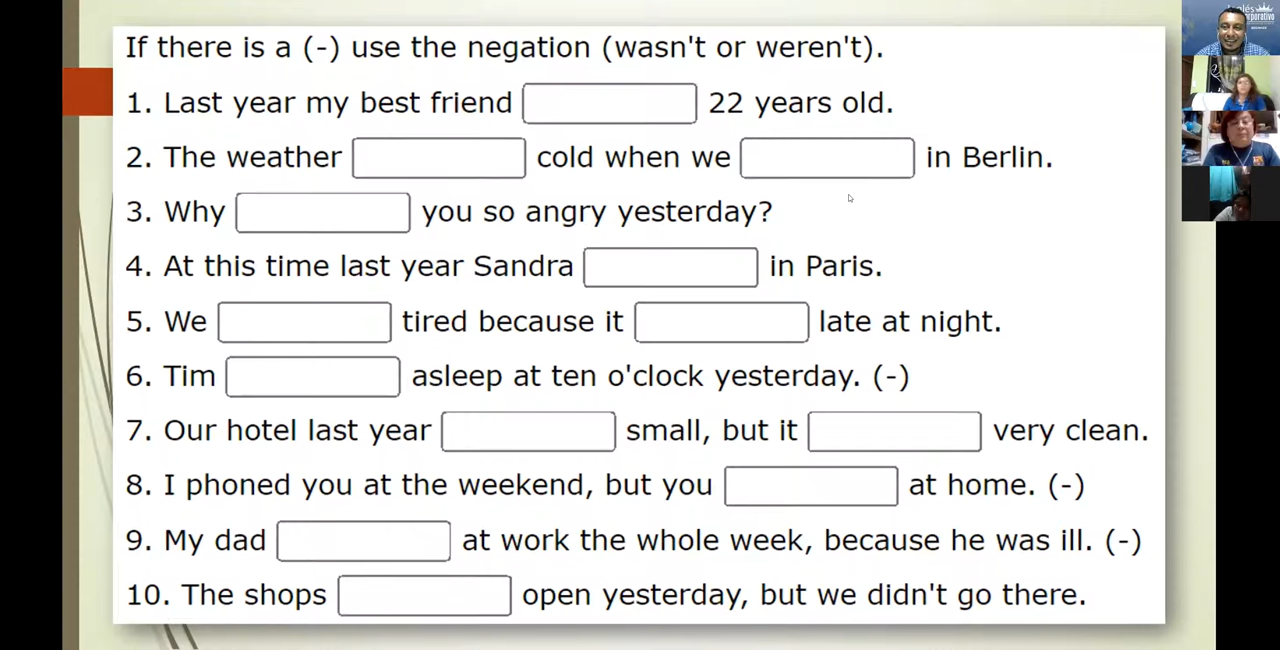 If there is a (-) use the negation (wasn't or weren't).
1. Last year my best friend 22 years old.
2. The weather cold when we in Berlin.
3. Why you so angry yesterday?
4. At this time last year Sandra in Paris.
5. We tired because it late at night.
6. Tim asleep at ten o'clock yesterday. (-)
7. Our hotel last year small, but it very clean.
8. I phoned you at the weekend, but you at home. (-)
9. My dad at work the whole week, because he was ill. (-)
10. The shops open yesterday, but we didn't go there.